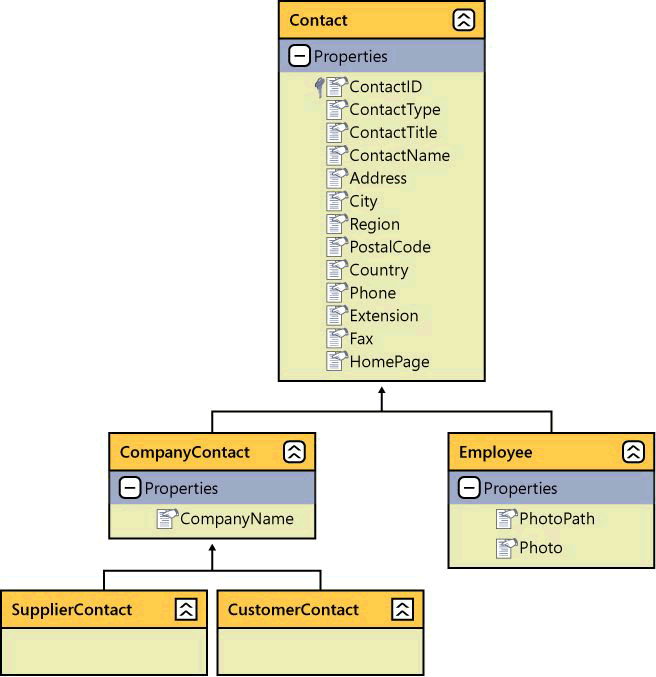 Contact
Properties
ContactID
ContactType
ContactTitle
ContactName
Address
City
Region
PostalCode
Country
Phone
Extension
Fax
HomePage
CompanyContact
Properties
CompanyName
Employee
Properties
PhotoPath
Photo
SupplierContact
CustomerContact